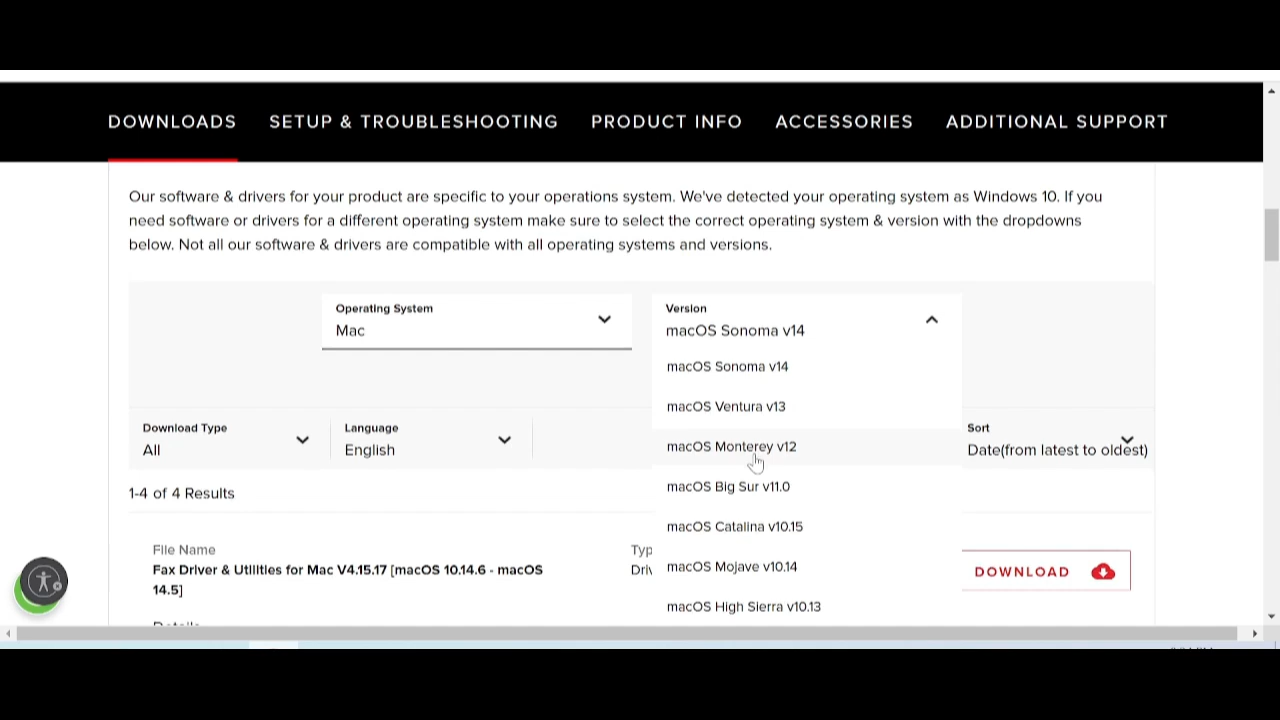 DOWNLOADS SETUP & TROUBLESHOOTING PRODUCT INFO ACCESSORIES ADDITIONAL SUPPORT
Our software & drivers for your product are specific to your operations system. We've detected your operating system as Windows 10. If you
need software or drivers for a different operating system make sure to select the correct operating system & version with the dropdowns
below. Not all our software & drivers are compatible with all operating systems and versions.
Operating System
Mac
Version
macOS Sonoma v14
macOS Sonoma v14
macOS Ventura v13
macOS Monterey v12
macOS Big Sur v11.0
macOS Catalina v10.15
macOS Mojave v10.14
macOS High Sierra v10.13
Download Type
All
Language
English
Sort
Date(from latest to oldest)
1-4 of 4 Results
File Name
Fax Driver & Utilities for Mac V4.15.17 [macOS 10.14.6 - macOS
14.5]
Typ
Driv
DOWNLOAD